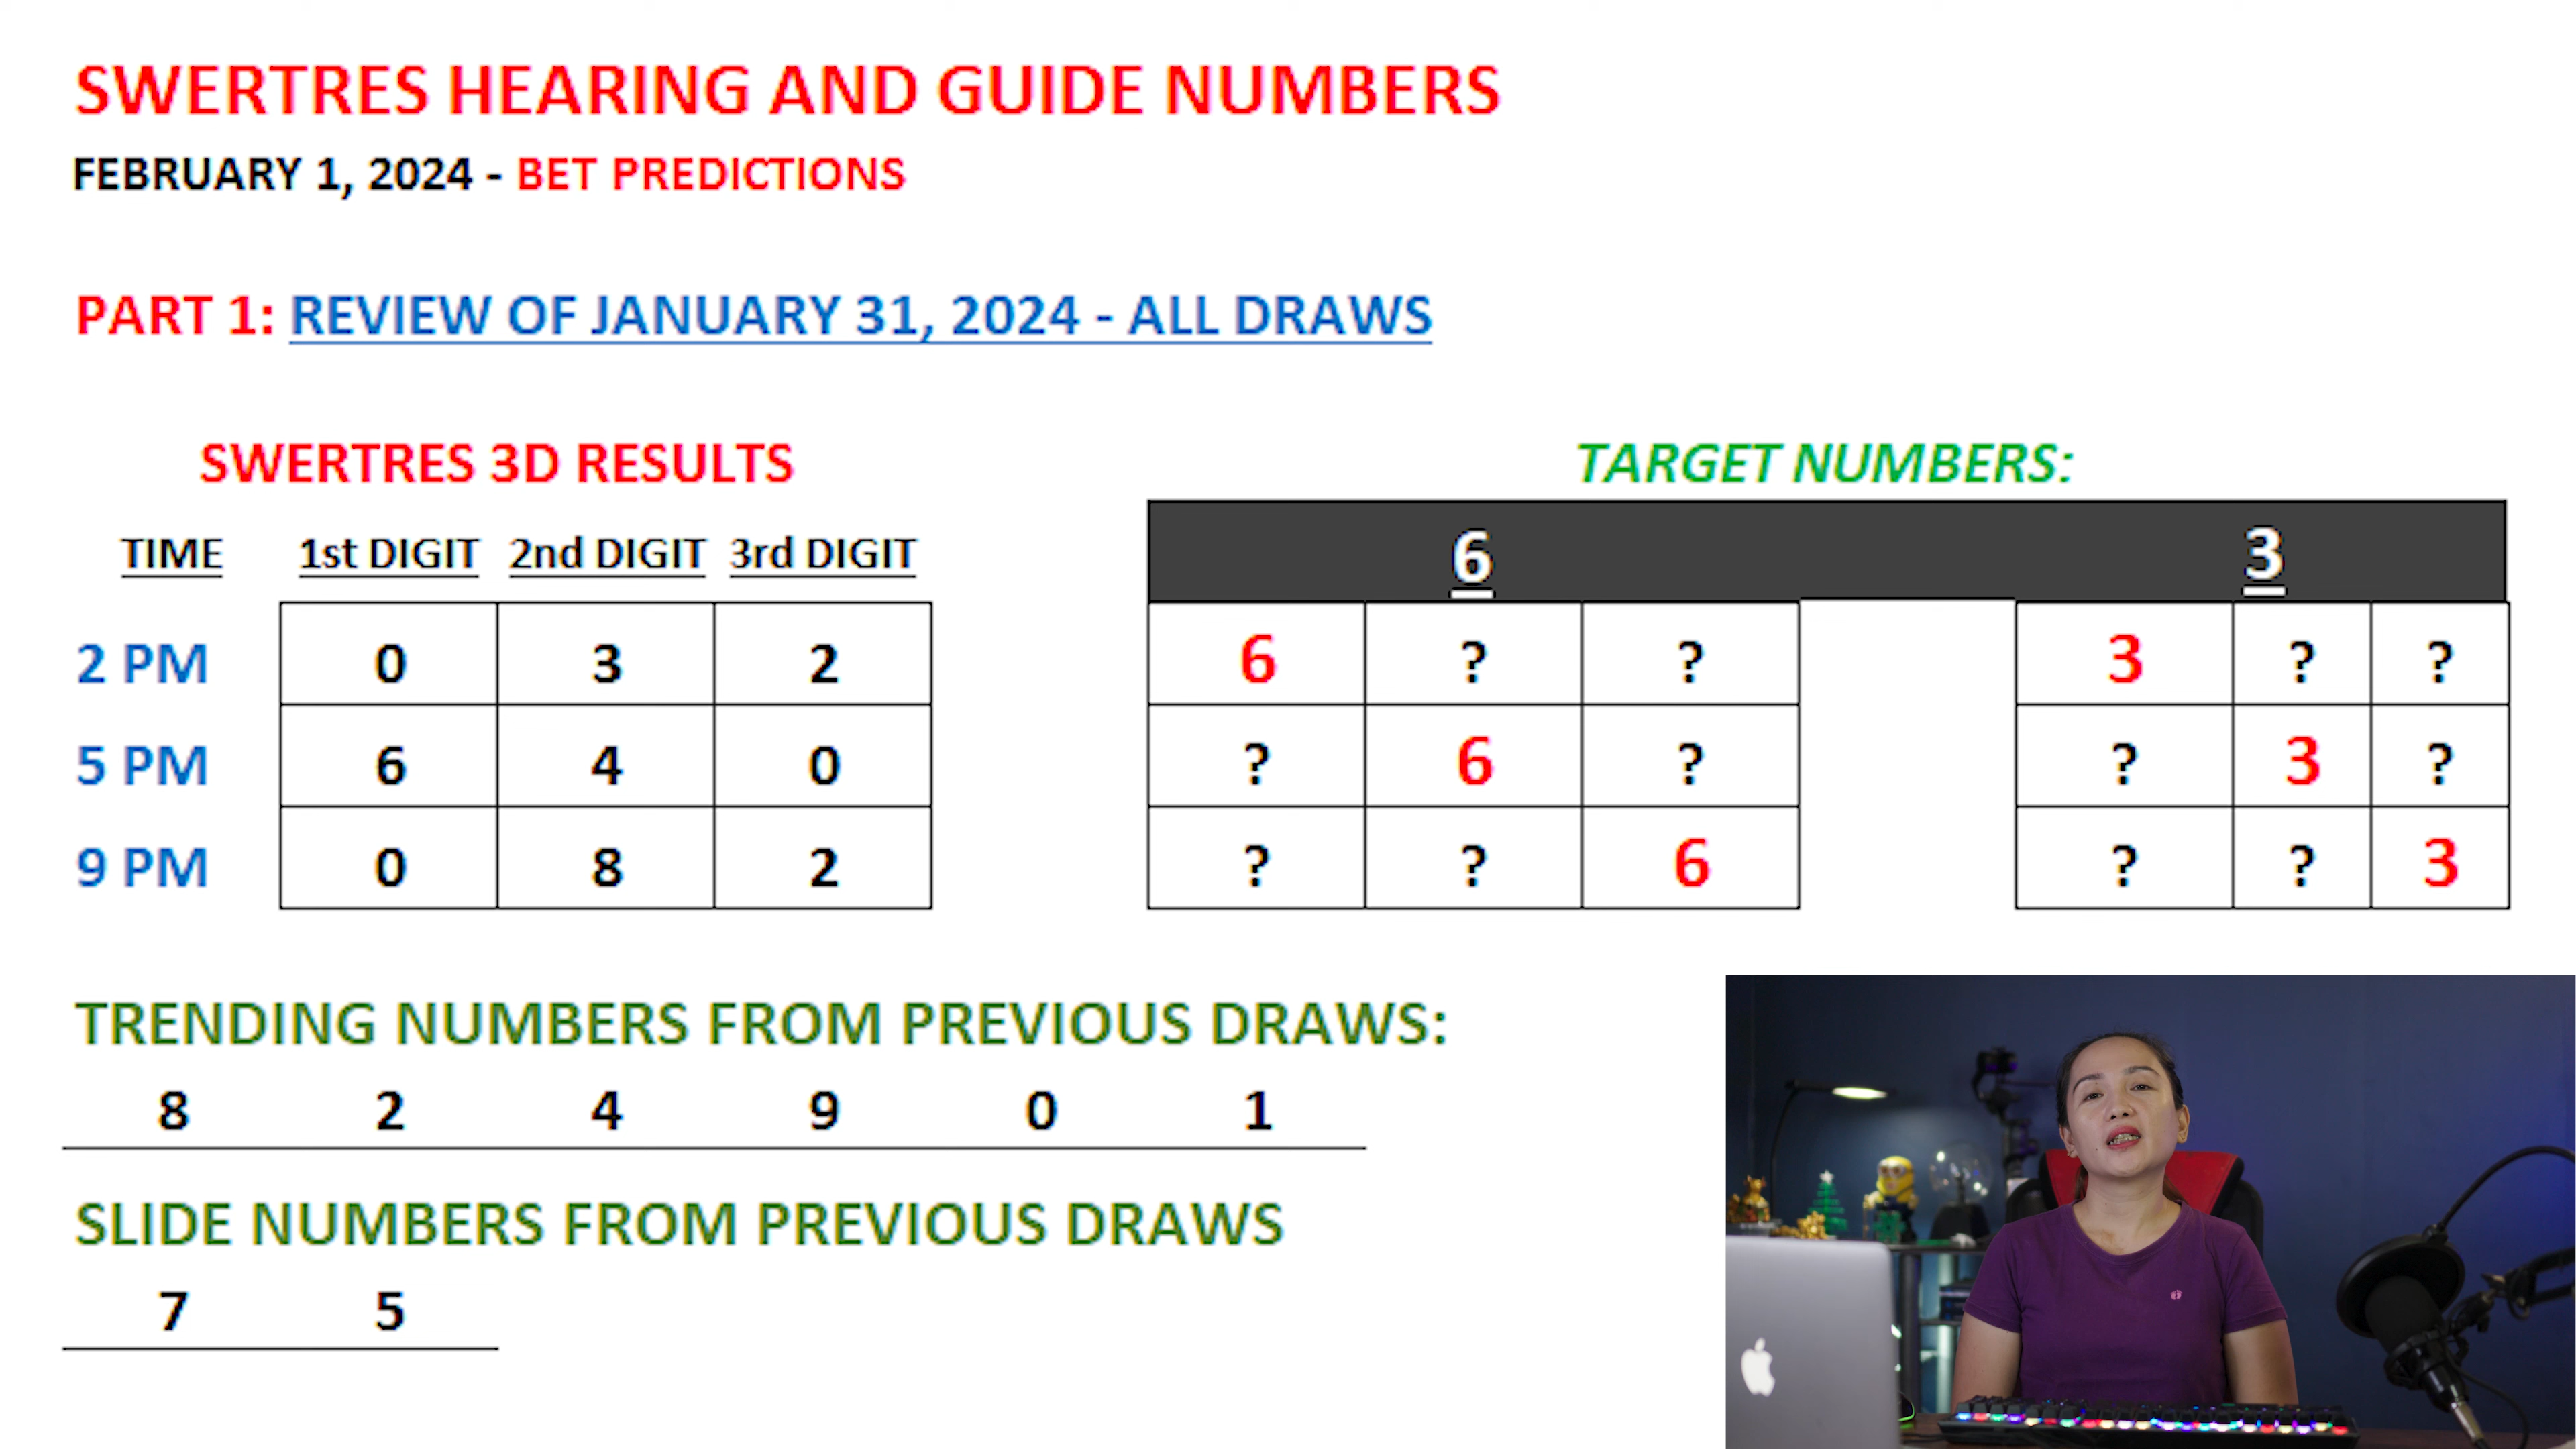 SWERTRES HEARING AND GUIDE NUMBERS
FEBRUARY 1, 2024 - BET PREDICTIONS
PART 1: REVIEW OF JANUARY 31, 2024 - ALL DRAWS
SWERTRES 3D RESULTS
TIME 1st DIGIT 2nd DIGIT 3rd DIGIT
2 PM 0 3 2
5 PM 6 4 0
9 PM 0 8 2
TARGET NUMBERS:
6 3
6 ? ? 3 ? ?
? 6 ? ? 3 ?
? ? 6 ? ? 3
TRENDING NUMBERS FROM PREVIOUS DRAWS:
8 2 4 9 0 1
SLIDE NUMBERS FROM PREVIOUS DRAWS
7 5